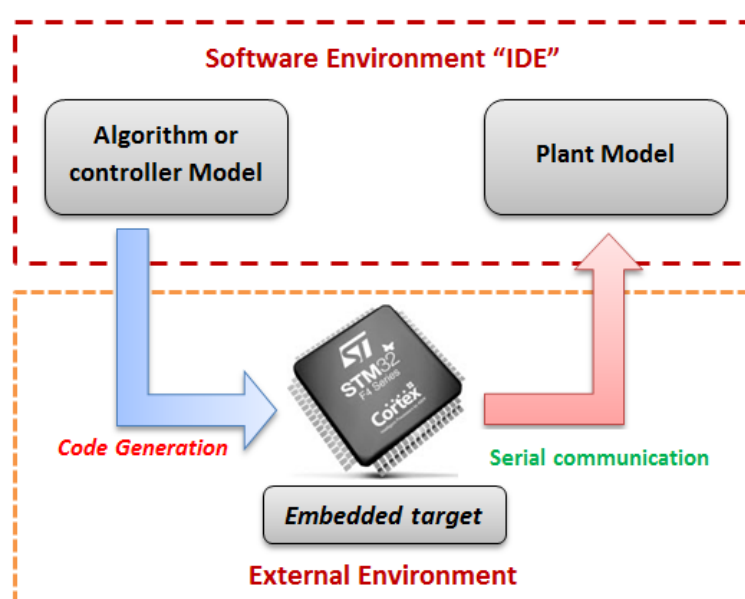 Software Environment “IDE”
Algorithm or
controller Model
Plant Model
STM32
F4 Series
Cortex
Code Generation
Serial communication
Embedded target
External Environment